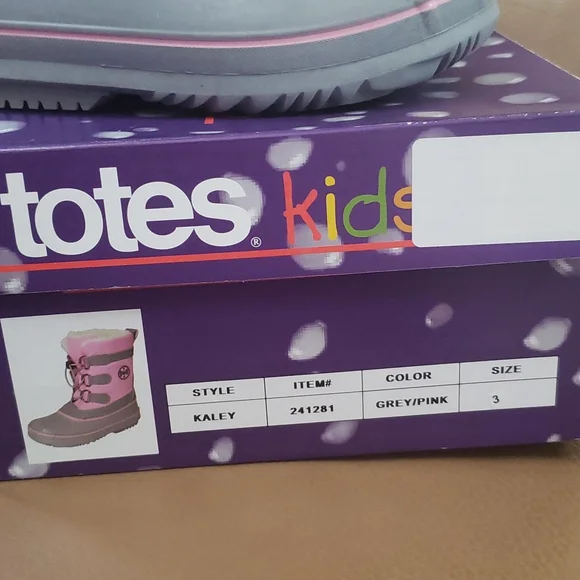 totes® kids
STYLE ITEM# COLOR SIZE
KALEY 241281 GREY/PINK 3